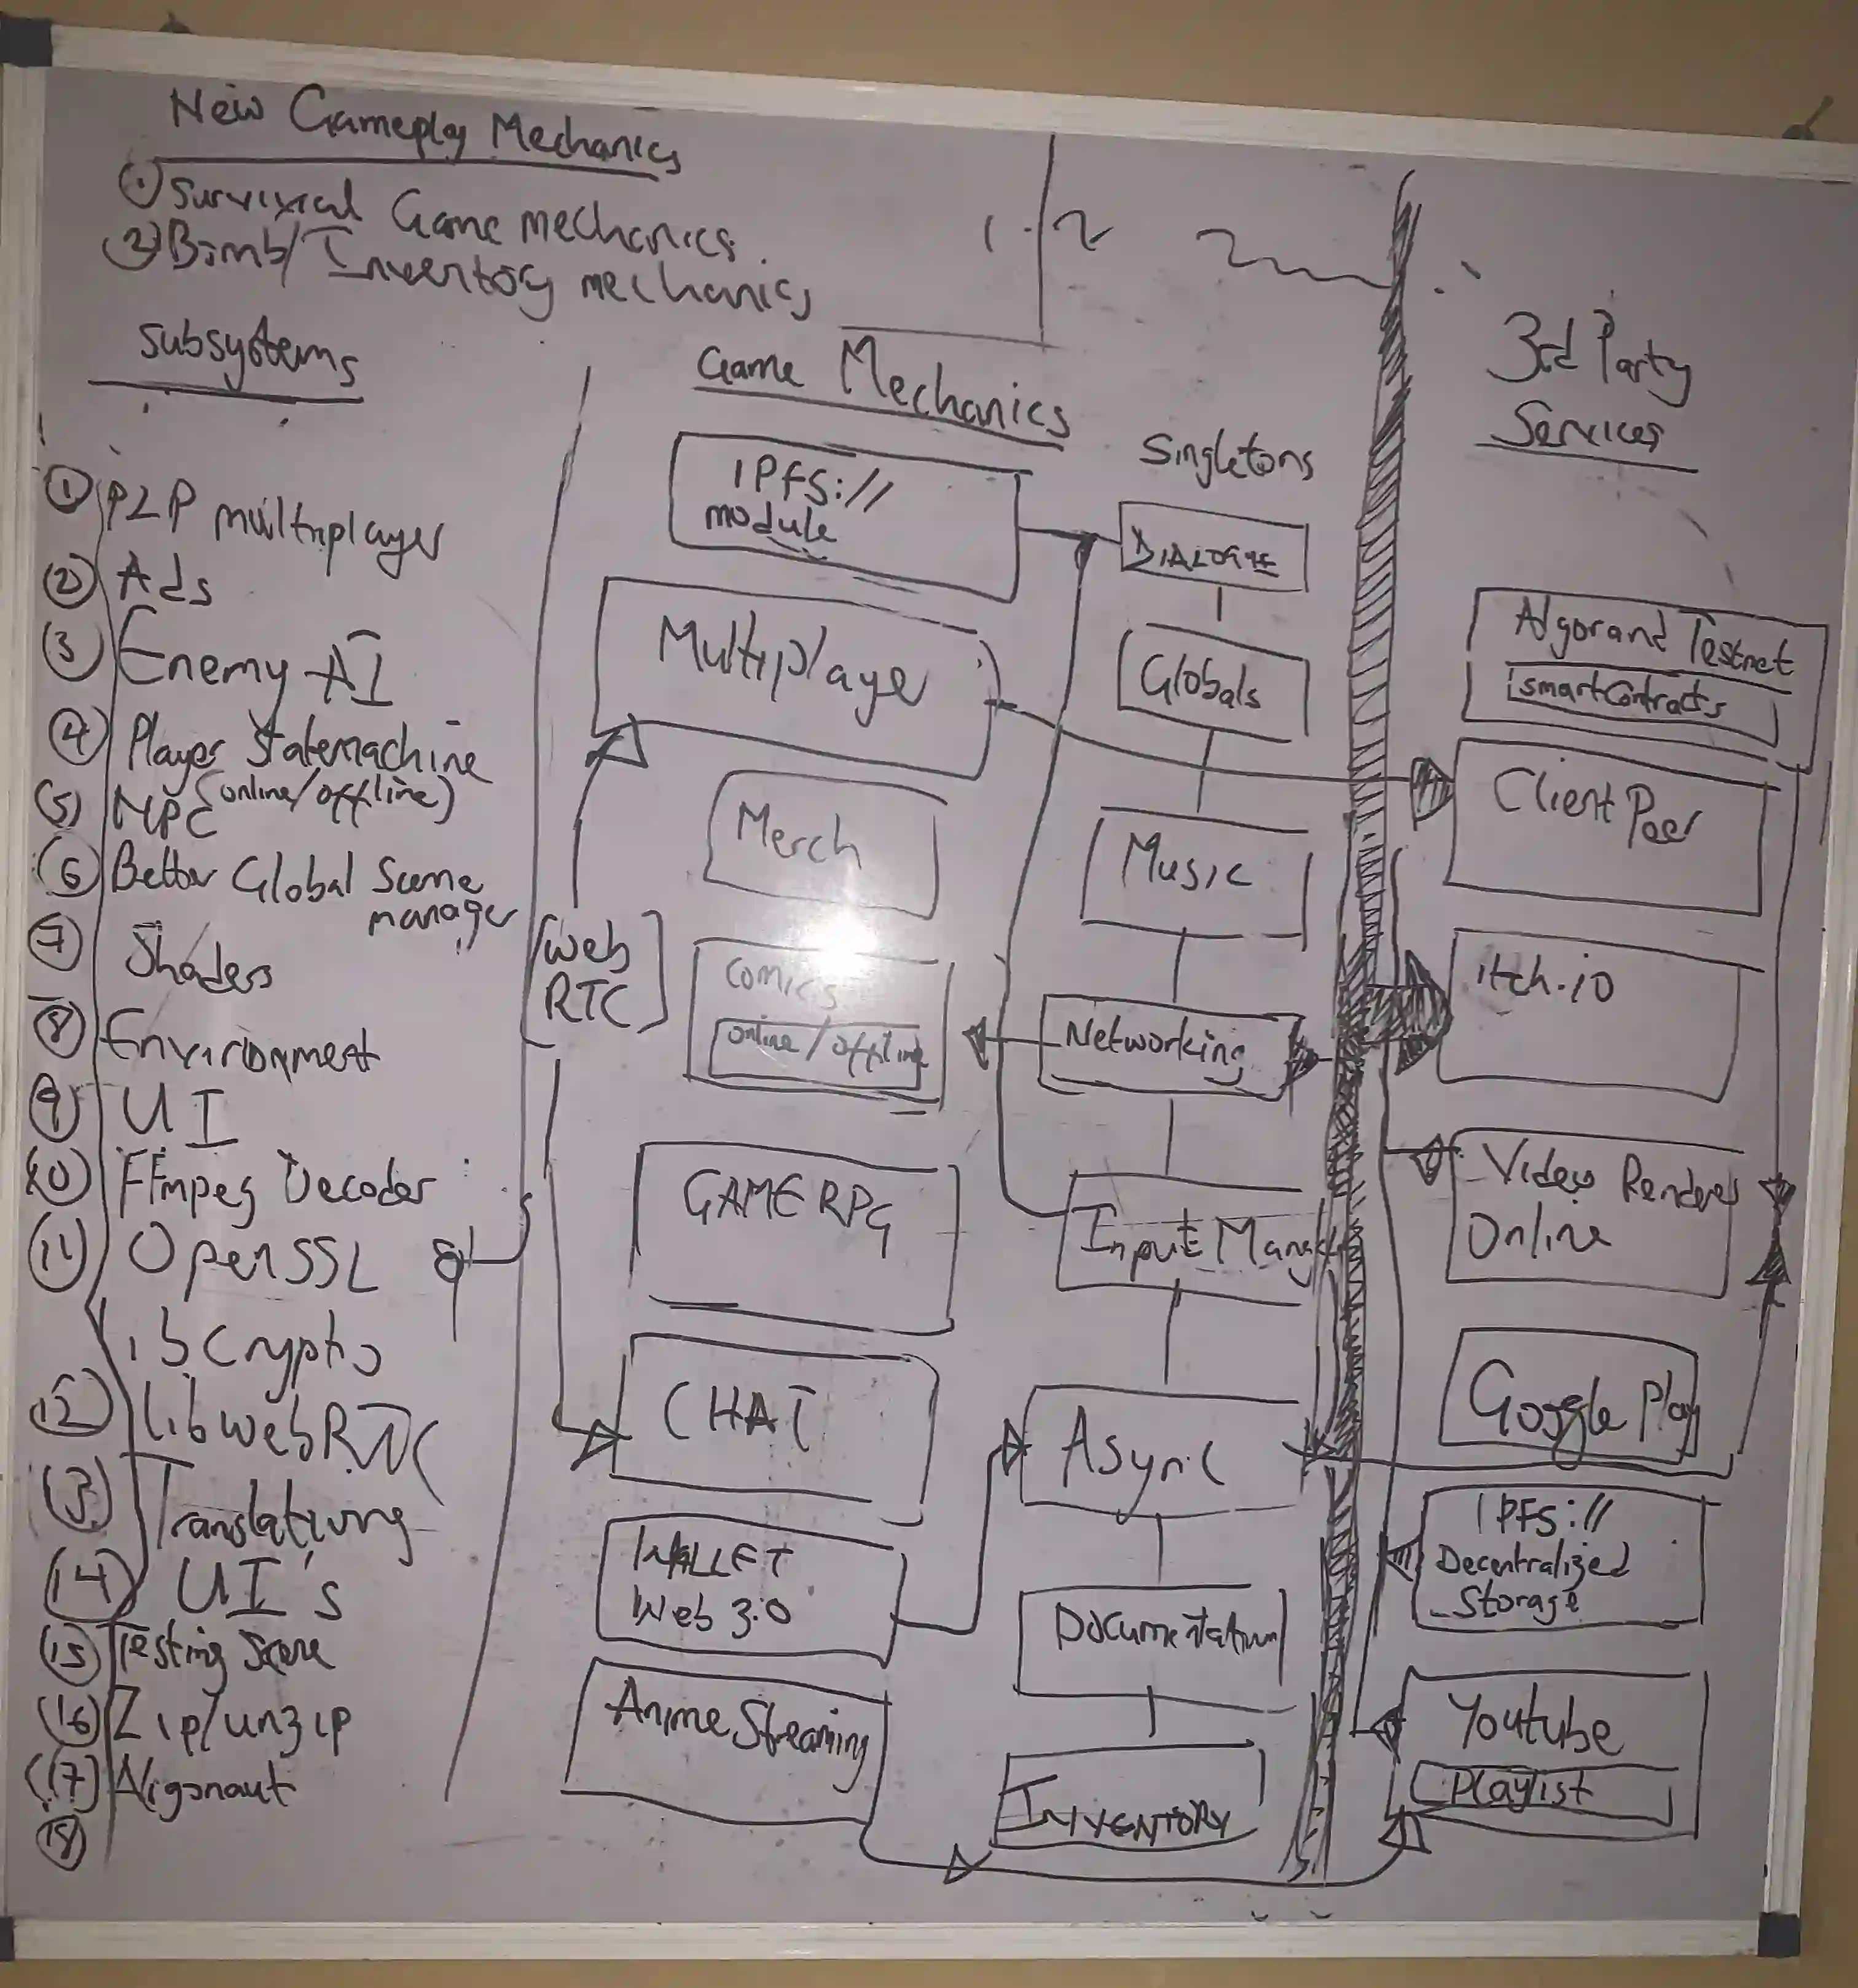 New Gameplay Mechanics
① Survivical Game mechanics
② Bomb/Inventory mechanics
Subsystems
① P2P multiplayer
② Ads
③ Enemy AI
④ Player Statemachine
(online/offline)
⑤ NPC
⑥ Better Global Scene
manager
⑦ Shaders
⑧ Environment
⑨ UI
⑩ FFmpeg Decoder
⑪ OpenSSL &
libCrypto
⑫ libwebRTC
⑬ Translatiung
⑭ UI's
⑮ Testing Scene
⑯ Zip/unzip
⑰ Algonaut
⑱
Game Mechanics
IPFS://
module
Multiplayer
Merch
Web
RTC
Comics
online/offline
GAME RPG
CHAT
WALLET
Web 3.0
Anime Streaming
Singletons
DIALOGUE
Globals
Music
Networking
Input
Async
Documentation
INVENTORY
3rd Party
Services
Algorand Testnet
smartContracts
Client Peer
itch.io
Video Renderer
Online
Google Play
IPFS://
Decentralized
Storage
Youtube
Playlist